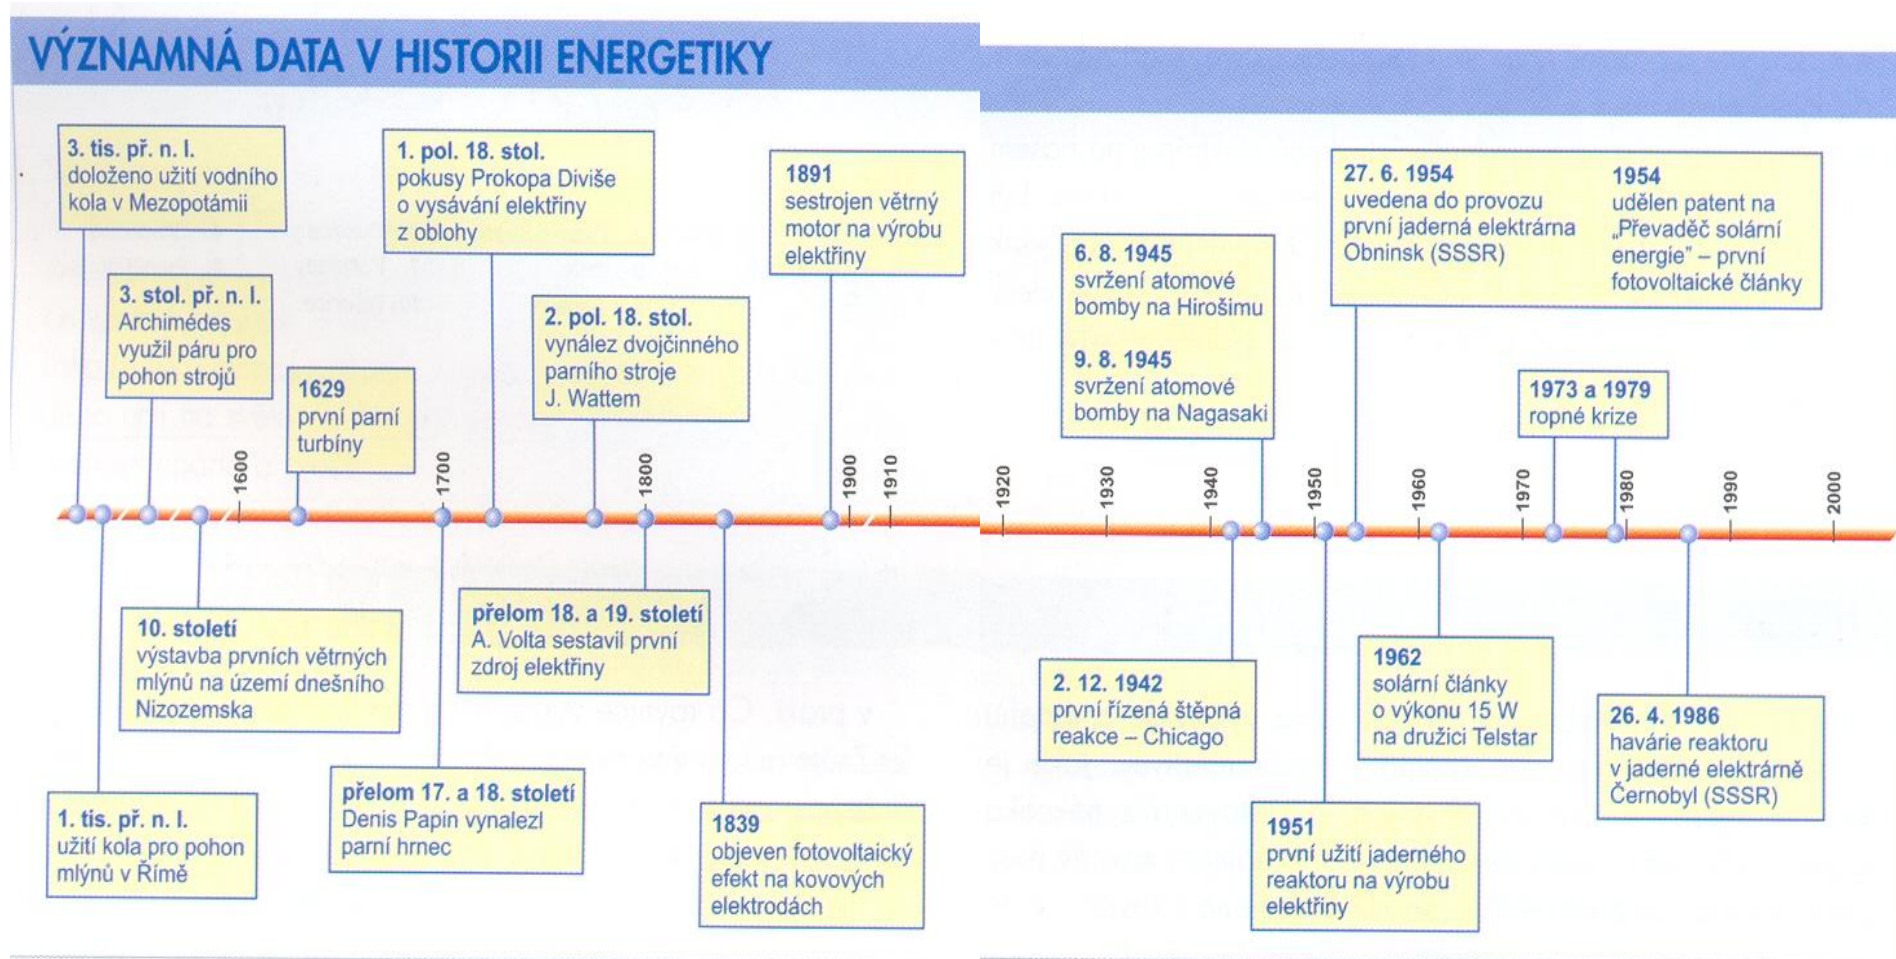 VÝZNAMNÁ DATA V HISTORII ENERGETIKY
3. tis. př. n. l.
doloženo užití vodního
kola v Mezopotámii
3. stol. př. n. l.
Archimédes
využil páru pro
pohon strojů
1629
první parní
turbíny
1. pol. 18. stol.
pokusy Prokopa Diviše
o vysávání elektřiny
z oblohy
2. pol. 18. stol.
vynález dvojčinného
parního stroje
J. Wattem
1891
sestrojen větrný
motor na výrobu
elektřiny
6. 8. 1945
svržení atomové
bomby na Hirošimu
9. 8. 1945
svržení atomové
bomby na Nagasaki
27. 6. 1954
uvedena do provozu
první jaderná elektrárna
Obninsk (SSSR)
1954
udělen patent na
„Převaděč solární
energie” – první
fotovoltaické články
1973 a 1979
ropné krize
1600
1700
1800
1900
1910
1920
1930
1940
1950
1960
1970
1980
1990
2000
1. tis. př. n. l.
užití kola pro pohon
mlýnů v Římě
10. století
výstavba prvních větrných
mlýnů na území dnešního
Nizozemska
přelom 17. a 18. století
Denis Papin vynalezl
parní hrnec
přelom 18. a 19. století
A. Volta sestavil první
zdroj elektřiny
1839
objeven fotovoltaický
efekt na kovových
elektrodách
2. 12. 1942
první řízená štěpná
reakce – Chicago
1951
první užití jaderného
reaktoru na výrobu
elektřiny
1962
solární články
o výkonu 15 W
na družici Telstar
26. 4. 1986
havárie reaktoru
v jaderné elektrárně
Černobyl (SSSR)